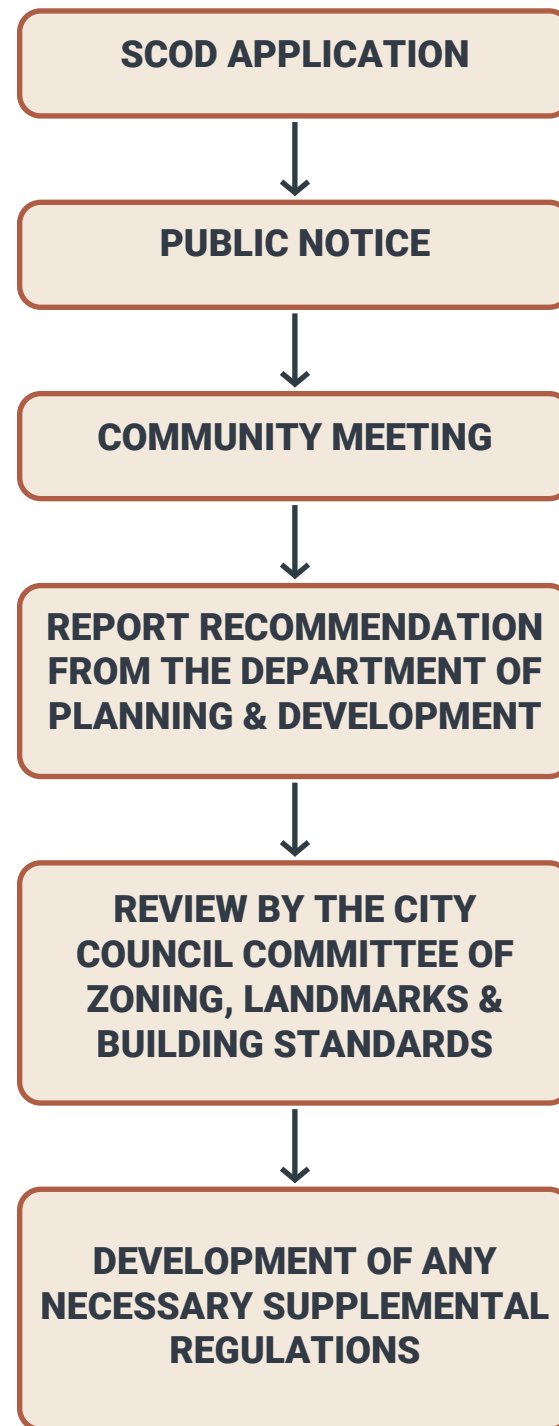 SCOD APPLICATION
PUBLIC NOTICE
COMMUNITY MEETING
REPORT RECOMMENDATION
FROM THE DEPARTMENT OF
PLANNING & DEVELOPMENT
REVIEW BY THE CITY
COUNCIL COMMITTEE OF
ZONING, LANDMARKS &
BUILDING STANDARDS
DEVELOPMENT OF ANY
NECESSARY SUPPLEMENTAL
REGULATIONS